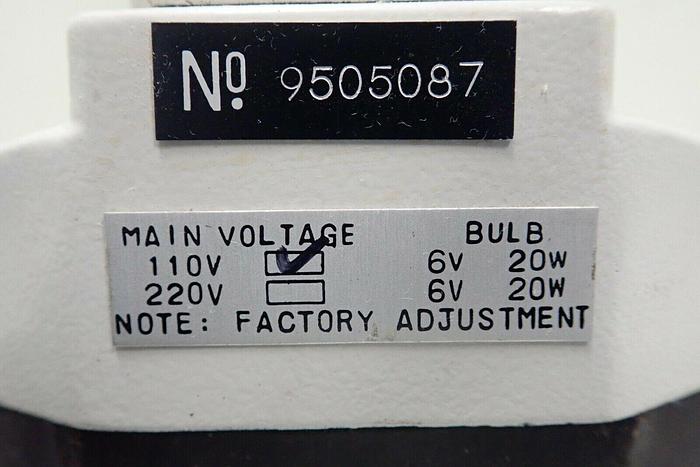 Nº. 9505087
MAIN VOLTAGE BULB
110V 6V 20W
220V 6V 20W
NOTE: FACTORY ADJUSTMENT